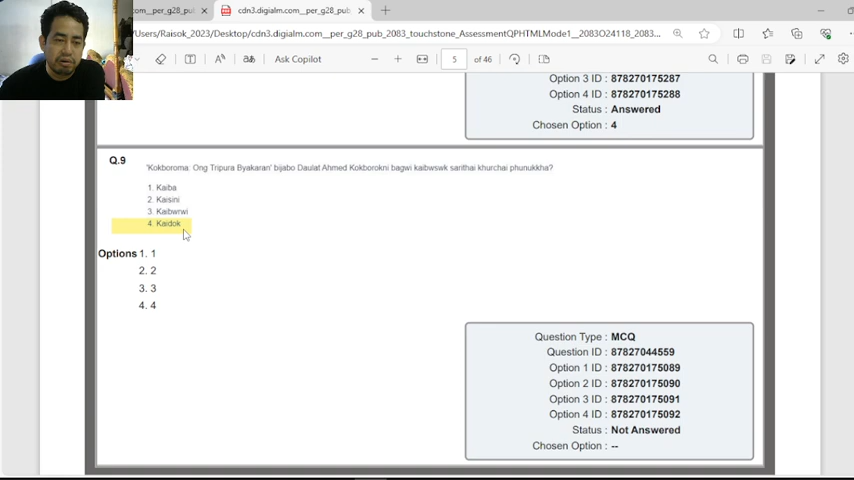 com__per_g28_pub_
cdn3.digialm.com__per_g28_pub_
/Users/Raisok_2023/Desktop/cdn3.digialm.com__per_g28_pub_2083_touchstone_AssessmentQPHTMLMode1__2083O24118_2083...
Ask Copilot
5 of 46
Option 3 ID : 878270175287
Option 4 ID : 878270175288
Status : Answered
Chosen Option : 4
Q.9
'Kokboroma: Ong Tripura Byakaran' bijabo Daulat Ahmed Kokborokni bagwi kaibwswk sarithai khurchai phunukkha?
1. Kaiba
2. Kaisini
3. Kaibwrwi
4. Kaidok
Options 1. 1
2. 2
3. 3
4. 4
Question Type : MCQ
Question ID : 87827044559
Option 1 ID : 878270175089
Option 2 ID : 878270175090
Option 3 ID : 878270175091
Option 4 ID : 878270175092
Status : Not Answered
Chosen Option : --